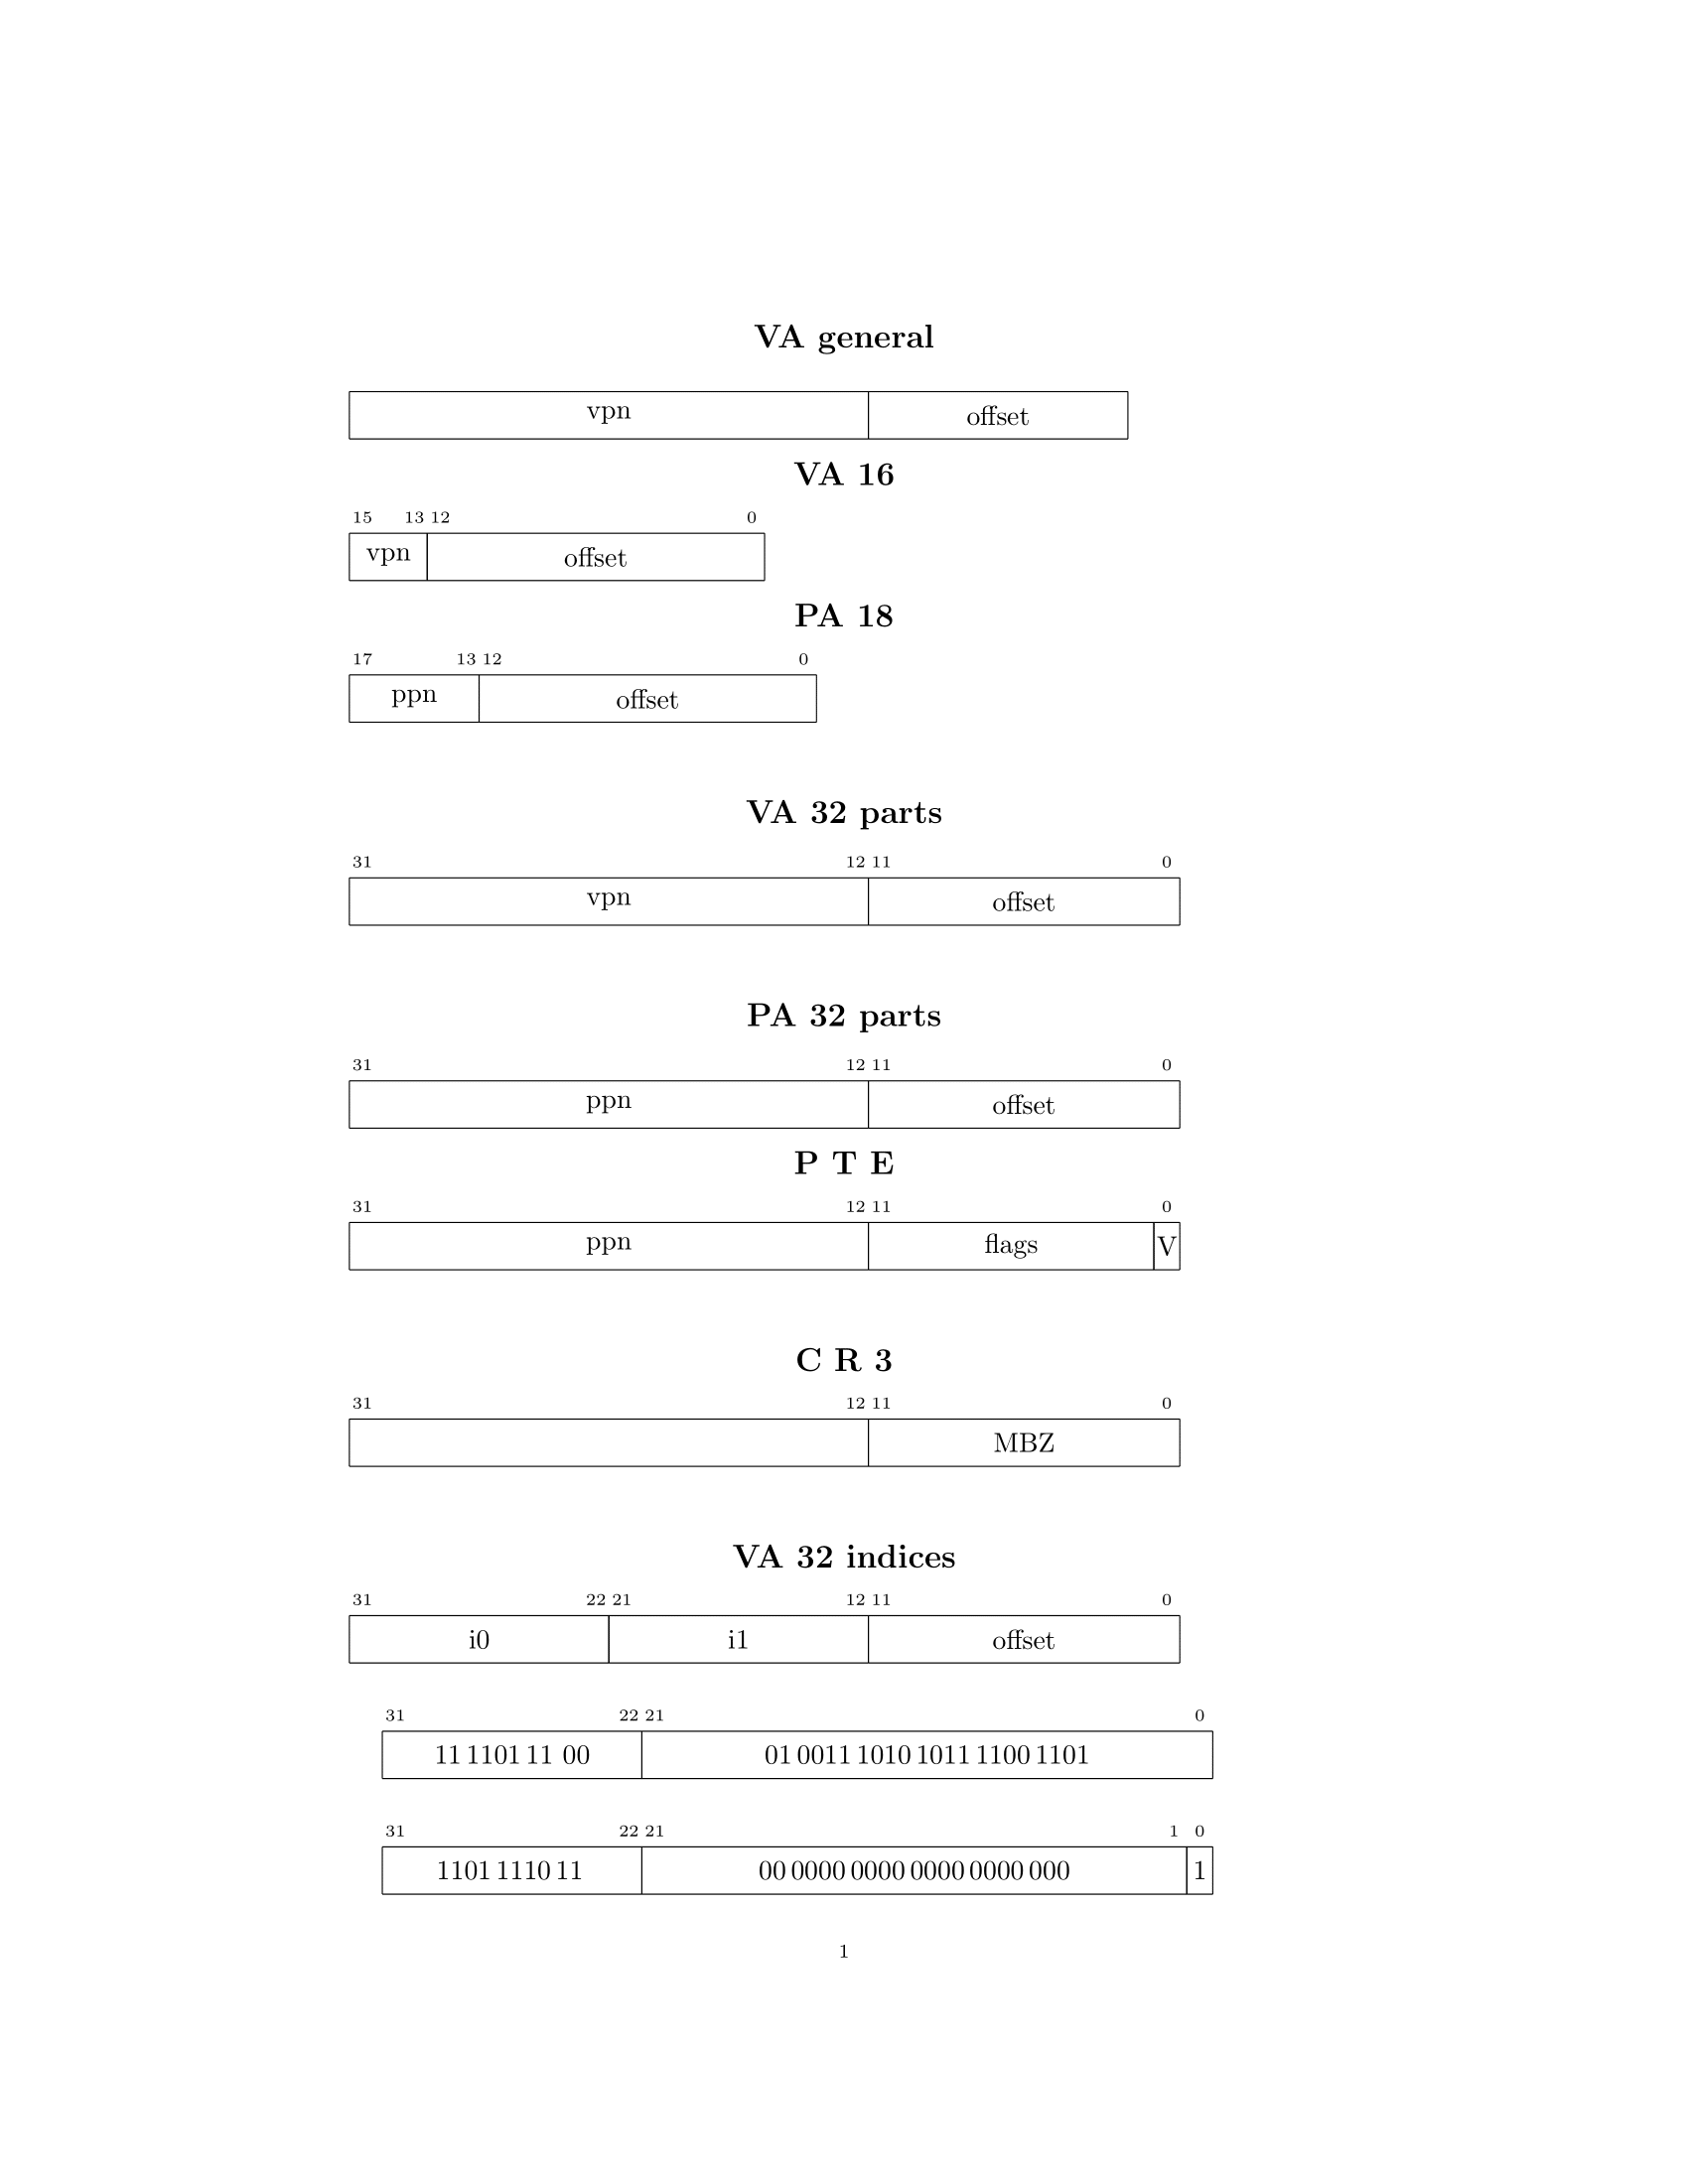 VA general
vpn offset
VA 16
15 13 12 0
vpn offset
PA 18
17 13 12 0
ppn offset
VA 32 parts
31 12 11 0
vpn offset
PA 32 parts
31 12 11 0
ppn offset
P T E
31 12 11 0
ppn flags V
C R 3
31 12 11 0
MBZ
VA 32 indices
31 22 21 12 11 0
i0 i1 offset
31 22 21 0
11 1101 11 00 01 0011 1010 1011 1100 1101
31 22 21 1 0
1101 1110 11 00 0000 0000 0000 0000 000 1
1